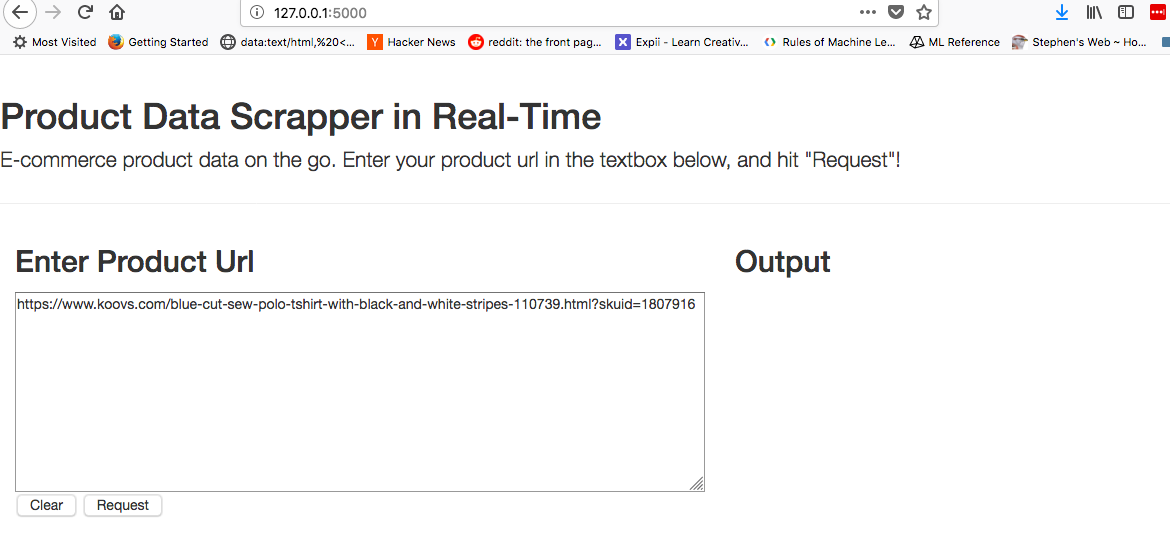 127.0.0.1:5000
Most Visited Getting Started data:text/html,%20<... Y Hacker News reddit: the front pag... X Expii - Learn Creativ... Rules of Machine Le... ML Reference Stephen's Web ~ Ho...
Product Data Scrapper in Real-Time
E-commerce product data on the go. Enter your product url in the textbox below, and hit "Request"!
Enter Product Url
Output
https://www.koovs.com/blue-cut-sew-polo-tshirt-with-black-and-white-stripes-110739.html?skuid=1807916
Clear Request